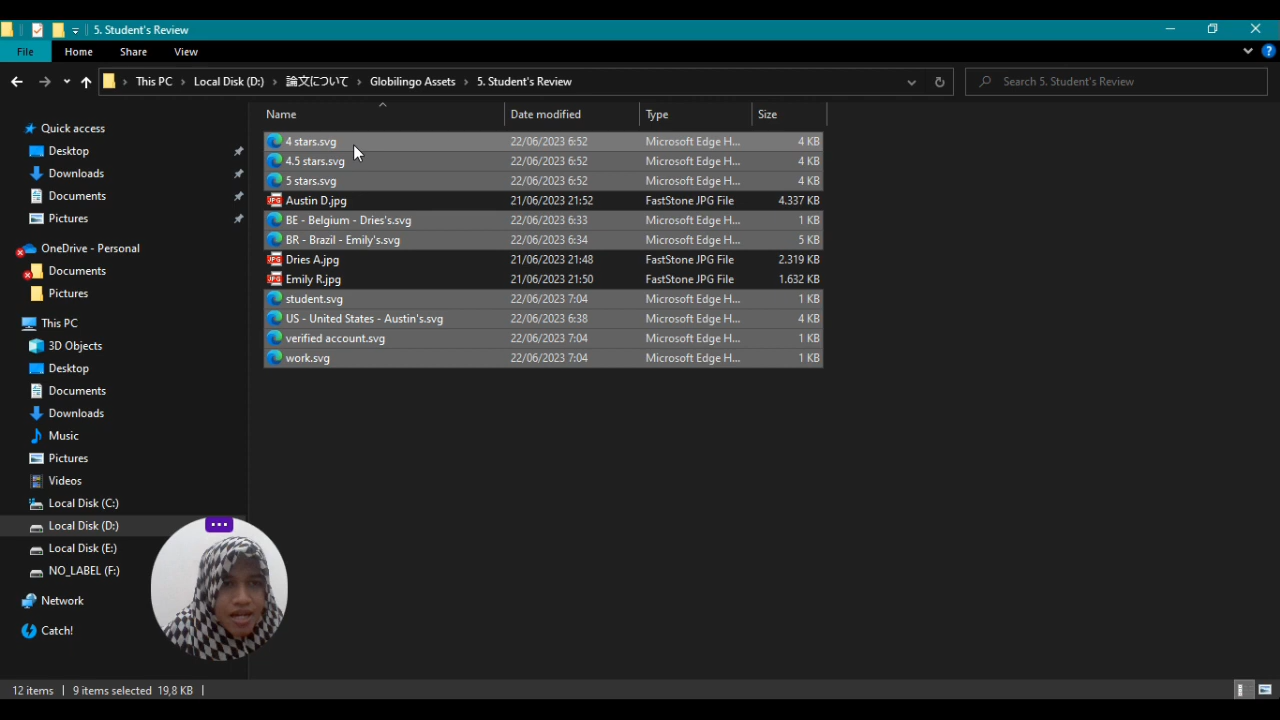 5. Student's Review
File Home Share View
This PC Local Disk (D:) 論文について Globilingo Assets 5. Student's Review Search 5. Student's Review
Quick access
Desktop
Downloads
Documents
Pictures
OneDrive - Personal
Documents
Pictures
This PC
3D Objects
Desktop
Documents
Downloads
Music
Pictures
Videos
Local Disk (C:)
Local Disk (D:)
Local Disk (E:)
NO_LABEL (F:)
Network
Catch!
Name Date modified Type Size
4 stars.svg 22/06/2023 6:52 Microsoft Edge H... 4 KB
4.5 stars.svg 22/06/2023 6:52 Microsoft Edge H... 4 KB
5 stars.svg 22/06/2023 6:52 Microsoft Edge H... 4 KB
Austin D.jpg 21/06/2023 21:52 FastStone JPG File 4.337 KB
BE - Belgium - Dries's.svg 22/06/2023 6:33 Microsoft Edge H... 1 KB
BR - Brazil - Emily's.svg 22/06/2023 6:34 Microsoft Edge H... 5 KB
Dries A.jpg 21/06/2023 21:48 FastStone JPG File 2.319 KB
Emily R.jpg 21/06/2023 21:50 FastStone JPG File 1.632 KB
student.svg 22/06/2023 7:04 Microsoft Edge H... 1 KB
US - United States - Austin's.svg 22/06/2023 6:38 Microsoft Edge H... 4 KB
verified account.svg 22/06/2023 7:04 Microsoft Edge H... 1 KB
work.svg 22/06/2023 7:04 Microsoft Edge H... 1 KB
12 items 9 items selected 19,8 KB